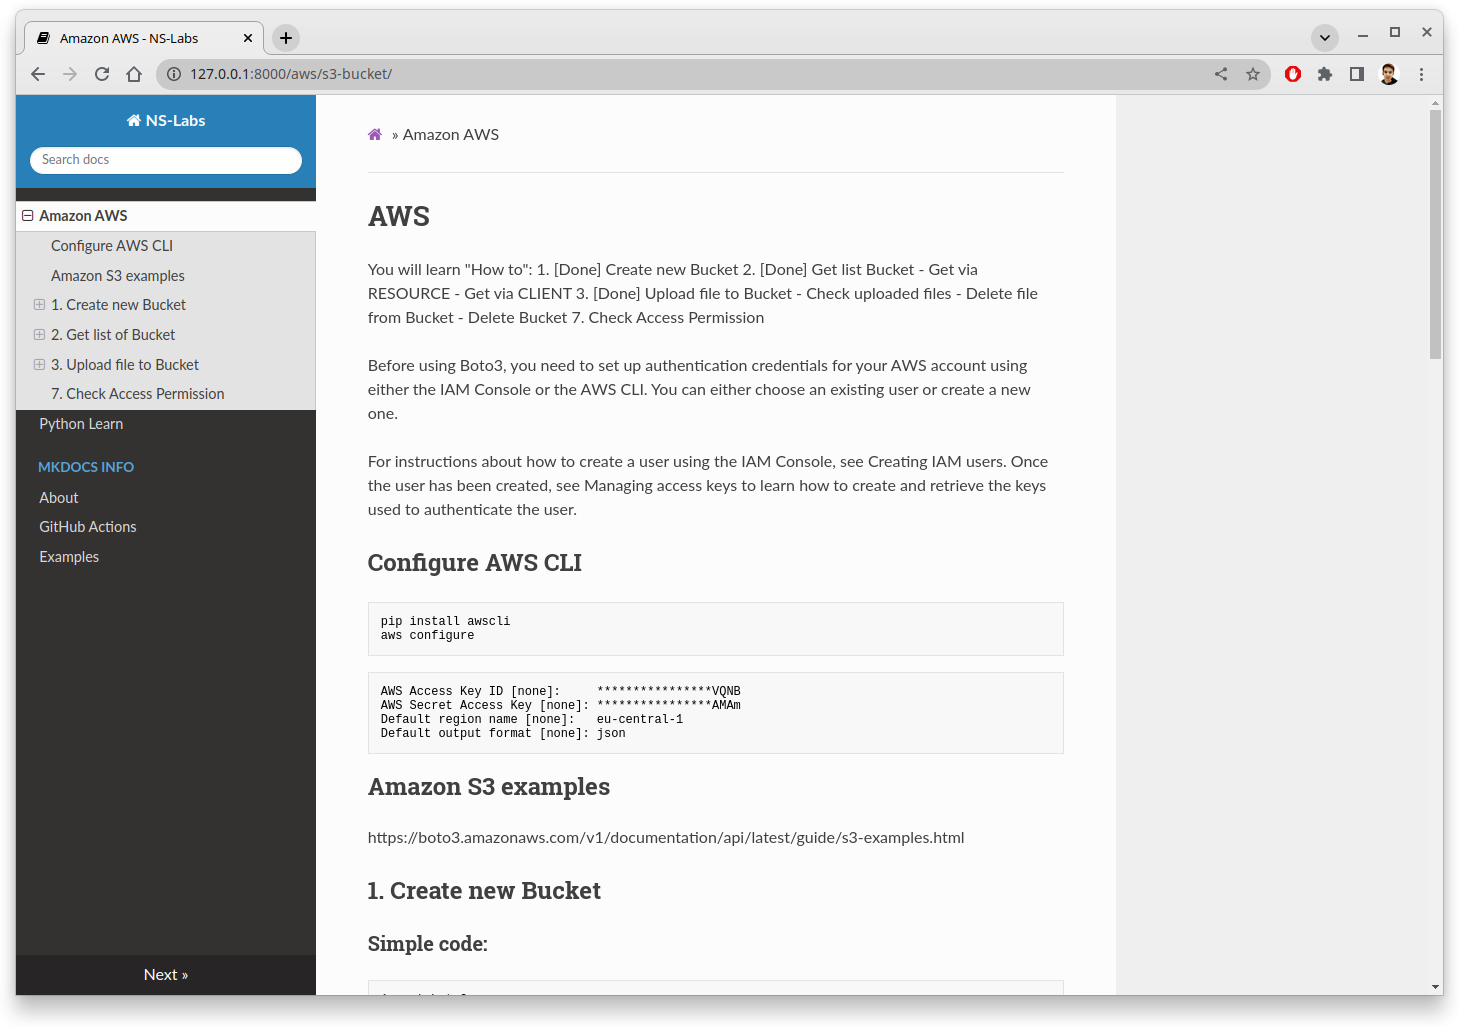 Amazon AWS - NS-Labs
127.0.0.1:8000/aws/s3-bucket/
NS-Labs
Search docs
Amazon AWS
Configure AWS CLI
Amazon S3 examples
1. Create new Bucket
2. Get list of Bucket
3. Upload file to Bucket
7. Check Access Permission
Python Learn
MKDOCS INFO
About
GitHub Actions
Examples
Next »
» Amazon AWS
AWS
You will learn "How to": 1. [Done] Create new Bucket 2. [Done] Get list Bucket - Get via
RESOURCE - Get via CLIENT 3. [Done] Upload file to Bucket - Check uploaded files - Delete file
from Bucket - Delete Bucket 7. Check Access Permission
Before using Boto3, you need to set up authentication credentials for your AWS account using
either the IAM Console or the AWS CLI. You can either choose an existing user or create a new
one.
For instructions about how to create a user using the IAM Console, see Creating IAM users. Once
the user has been created, see Managing access keys to learn how to create and retrieve the keys
used to authenticate the user.
Configure AWS CLI
pip install awscli
aws configure
AWS Access Key ID [none]:     ****************VQNB
AWS Secret Access Key [none]: ****************AMAm
Default region name [none]:   eu-central-1
Default output format [none]: json
Amazon S3 examples
https://boto3.amazonaws.com/v1/documentation/api/latest/guide/s3-examples.html
1. Create new Bucket
Simple code: